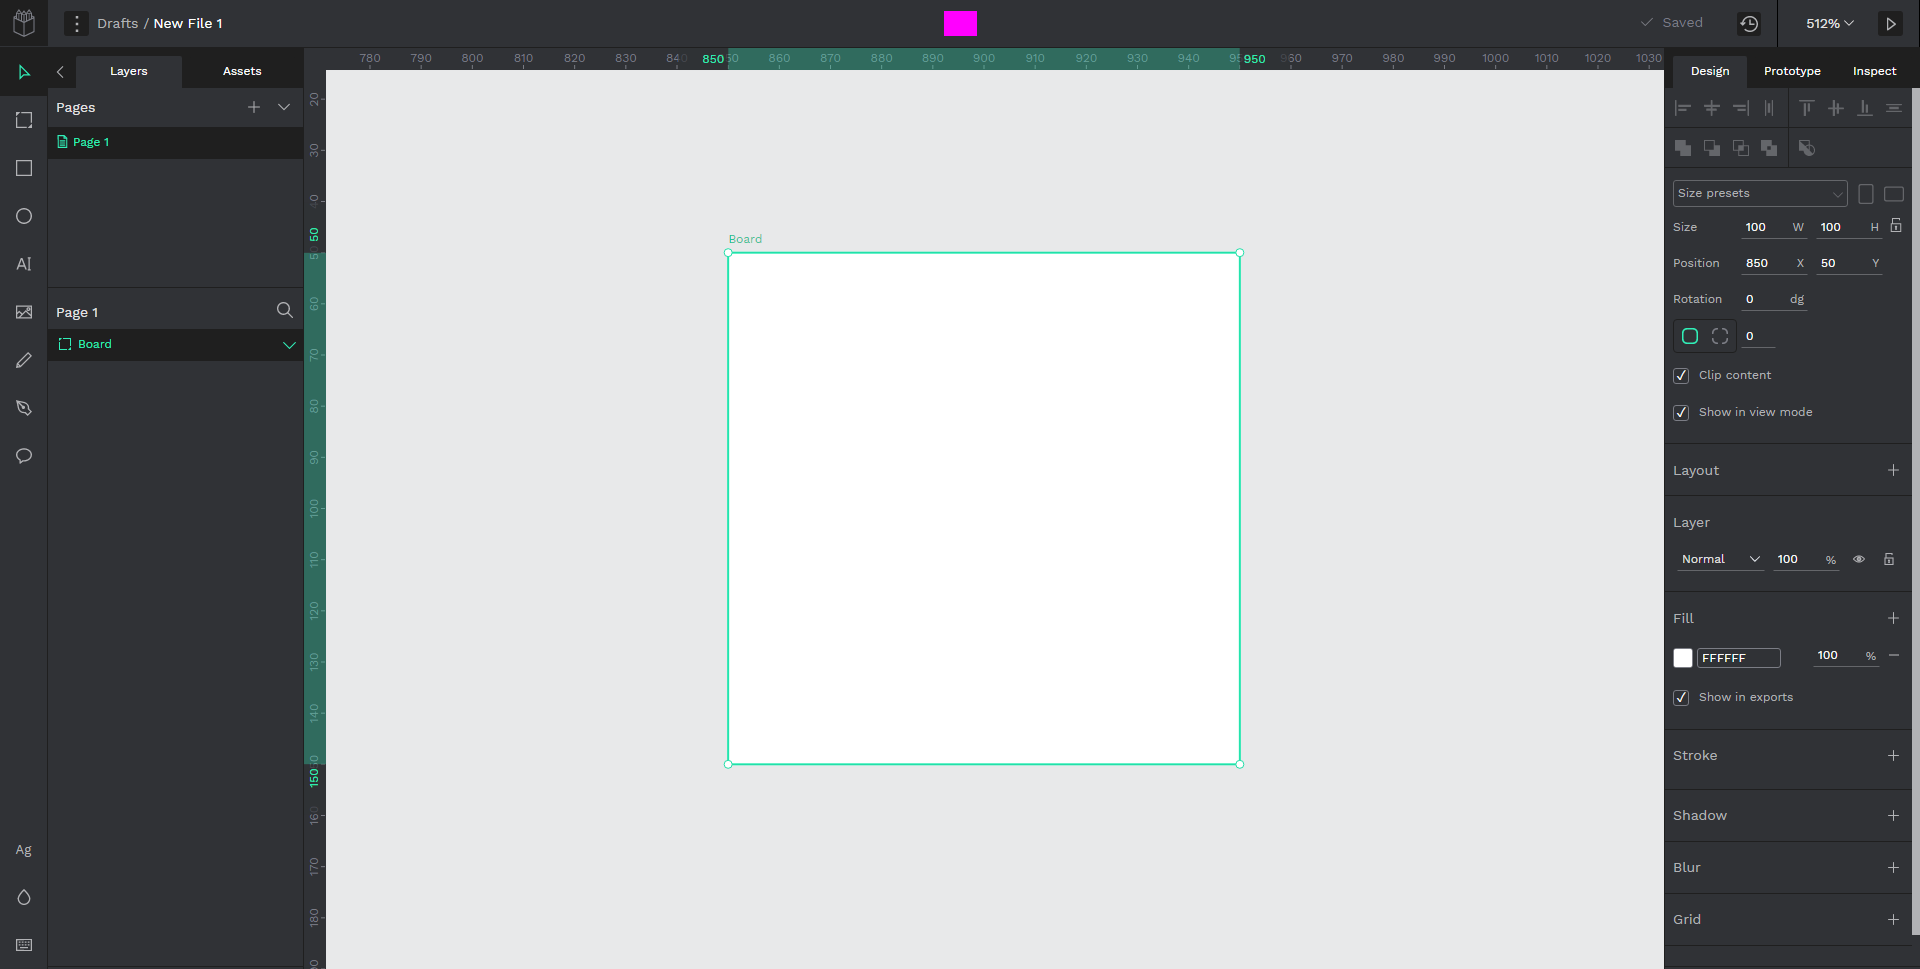 Drafts / New File 1
Saved
512%
Layers
Assets
Pages
Page 1
Page 1
Board
780 790 800 810 820 830 850 860 870 880 890 900 910 920 930 940 950 970 980 990 1000 1010 1020 1030
20
30
40
50
60
70
80
90
100
110
120
130
140
150
160
170
180
Board
AI
Ag
Design
Prototype
Inspect
Size presets
Size 100 W 100 H
Position 850 X 50 Y
Rotation 0 dg
0
Clip content
Show in view mode
Layout
Layer
Normal 100 %
Fill
FFFFFF 100 %
Show in exports
Stroke
Shadow
Blur
Grid